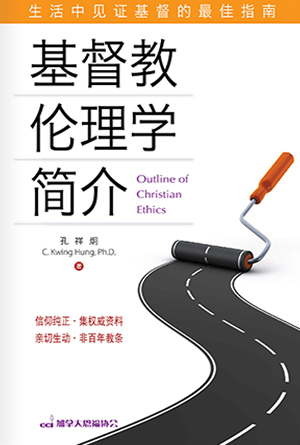 生活中见证基督的最佳指南
基督教
伦理学
简介
Outline of
Christian
Ethics
孔祥炯
C. Kwing Hung, Ph.D.
著
信仰纯正·集权威资料
亲切生动·非百年教条
cci 加拿大恩福协会